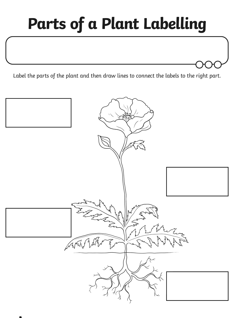 Parts of a Plant Labelling
Label the parts of the plant and then draw lines to connect the labels to the right part.